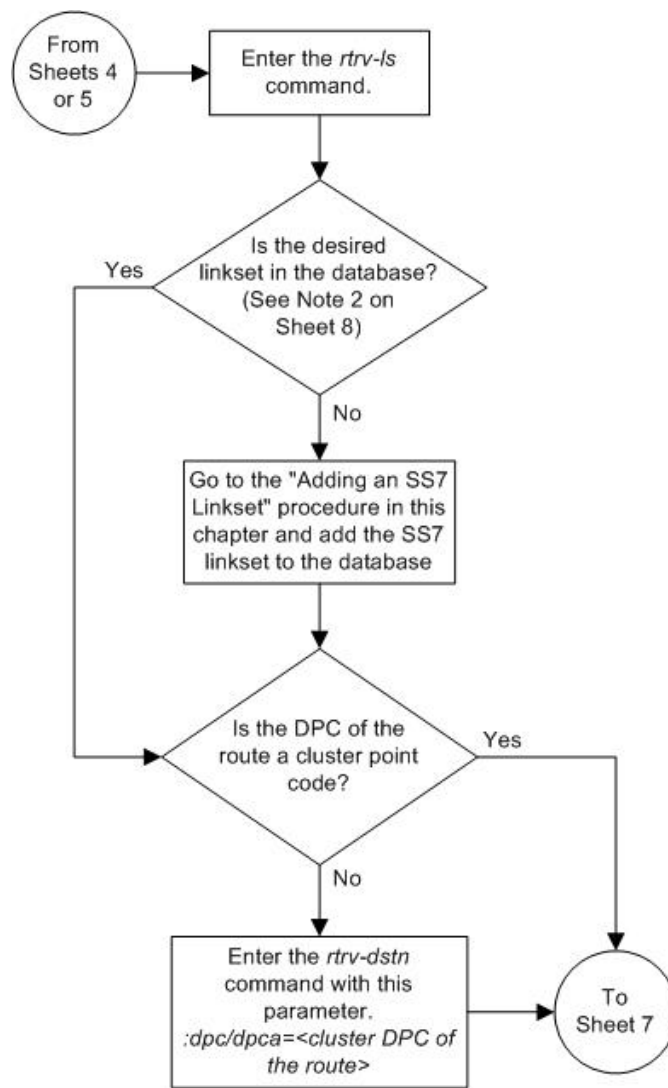 From
Sheets 4
or 5
Enter the rtrv-ls
command.
Is the desired
linkset in the database?
(See Note 2 on
Sheet 8)
Yes
No
Go to the "Adding an SS7
Linkset" procedure in this
chapter and add the SS7
linkset to the database
Is the DPC of the
route a cluster point
code?
Yes
No
Enter the rtrv-dstn
command with this
parameter.
:dpc/dpca=<cluster DPC of
the route>
To
Sheet 7